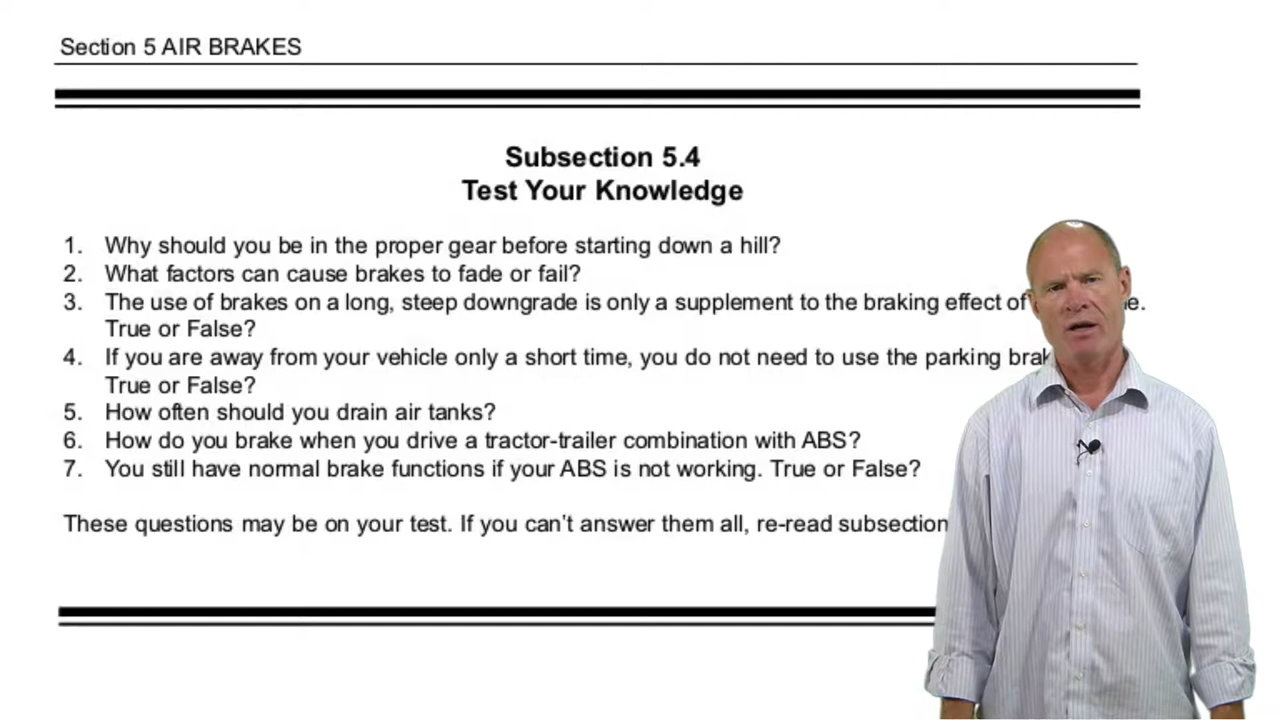 Section 5 AIR BRAKES
Subsection 5.4
Test Your Knowledge
1. Why should you be in the proper gear before starting down a hill?
2. What factors can cause brakes to fade or fail?
3. The use of brakes on a long, steep downgrade is only a supplement to the braking effect of
True or False?
4. If you are away from your vehicle only a short time, you do not need to use the parking
True or False?
5. How often should you drain air tanks?
6. How do you brake when you drive a tractor-trailer combination with ABS?
7. You still have normal brake functions if your ABS is not working. True or False?
These questions may be on your test. If you can’t answer them all, re-read subsection